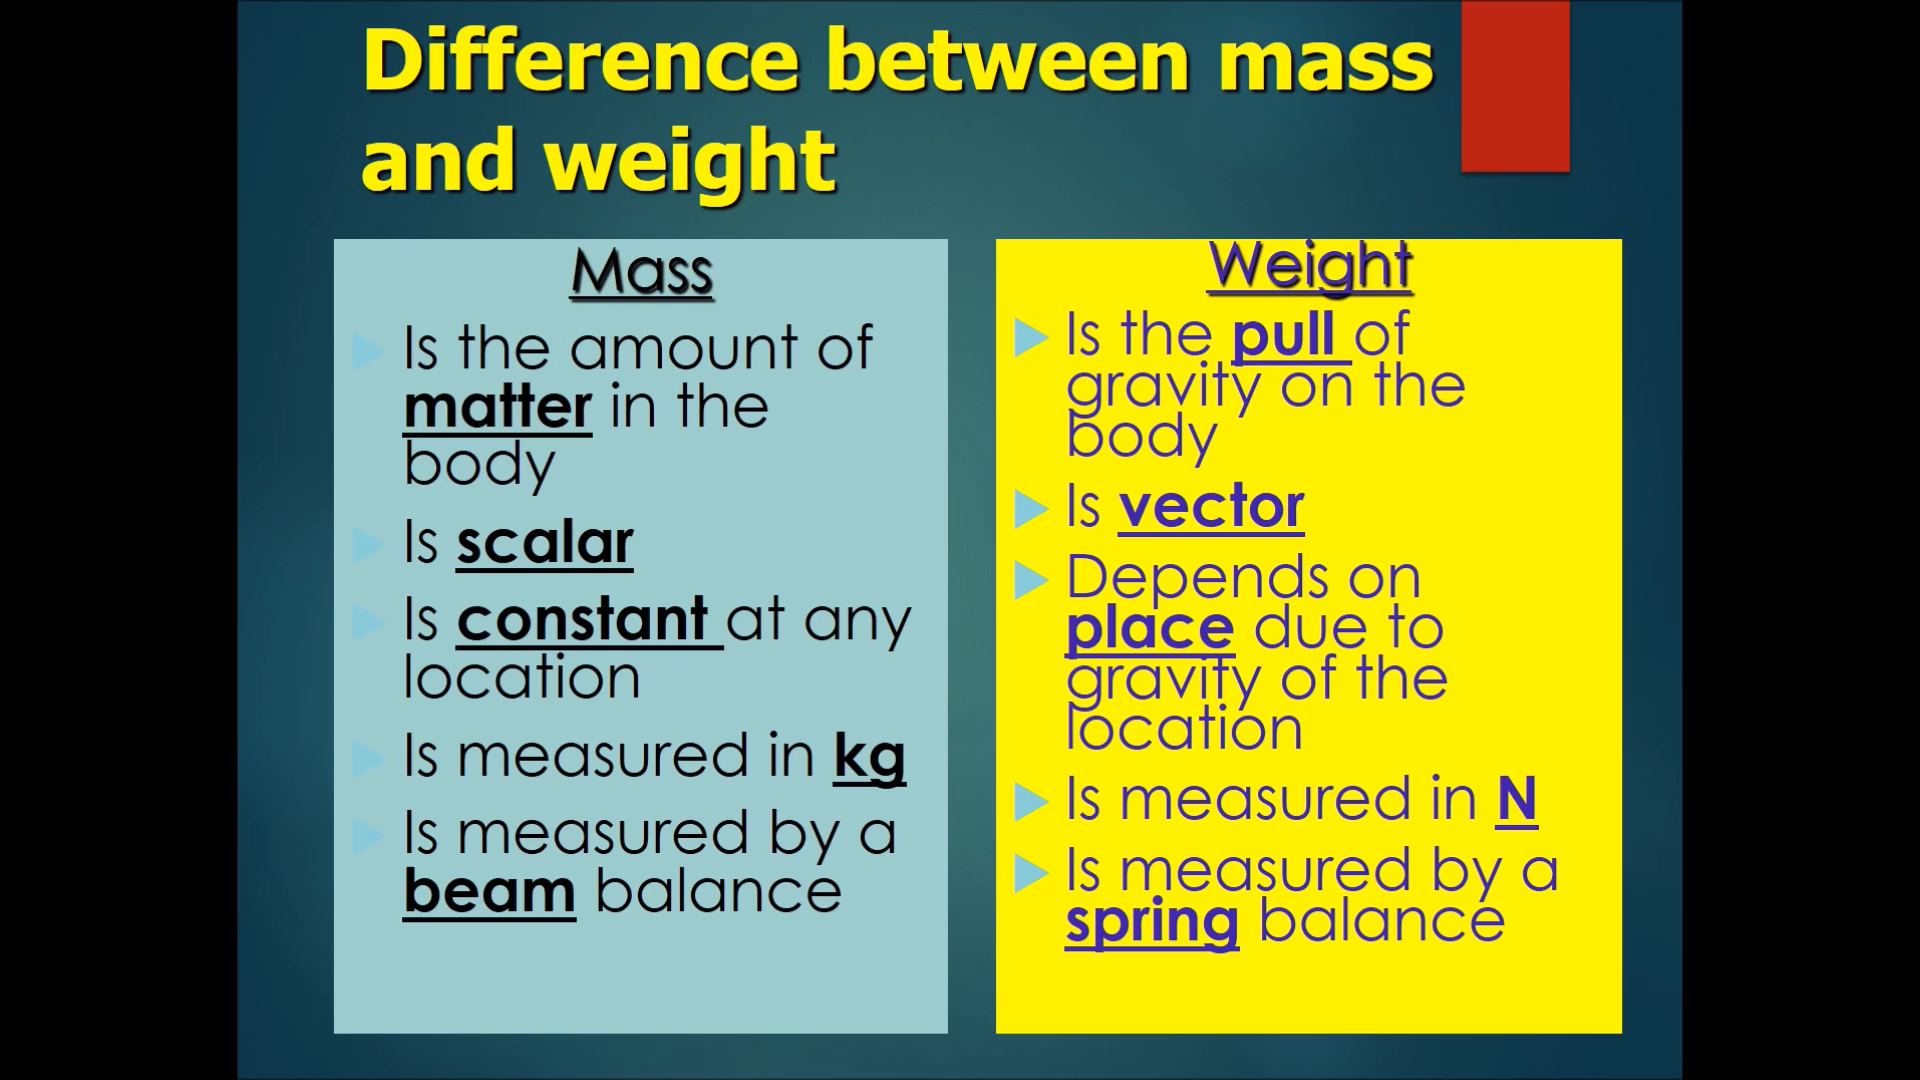 Difference between mass
and weight
Mass
Is the amount of
matter in the
body
Is scalar
Is constant at any
location
Is measured in kg
Is measured by a
beam balance
Weight
Is the pull of
gravity on the
body
Is vector
Depends on
place due to
gravity of the
location
Is measured in N
Is measured by a
spring balance